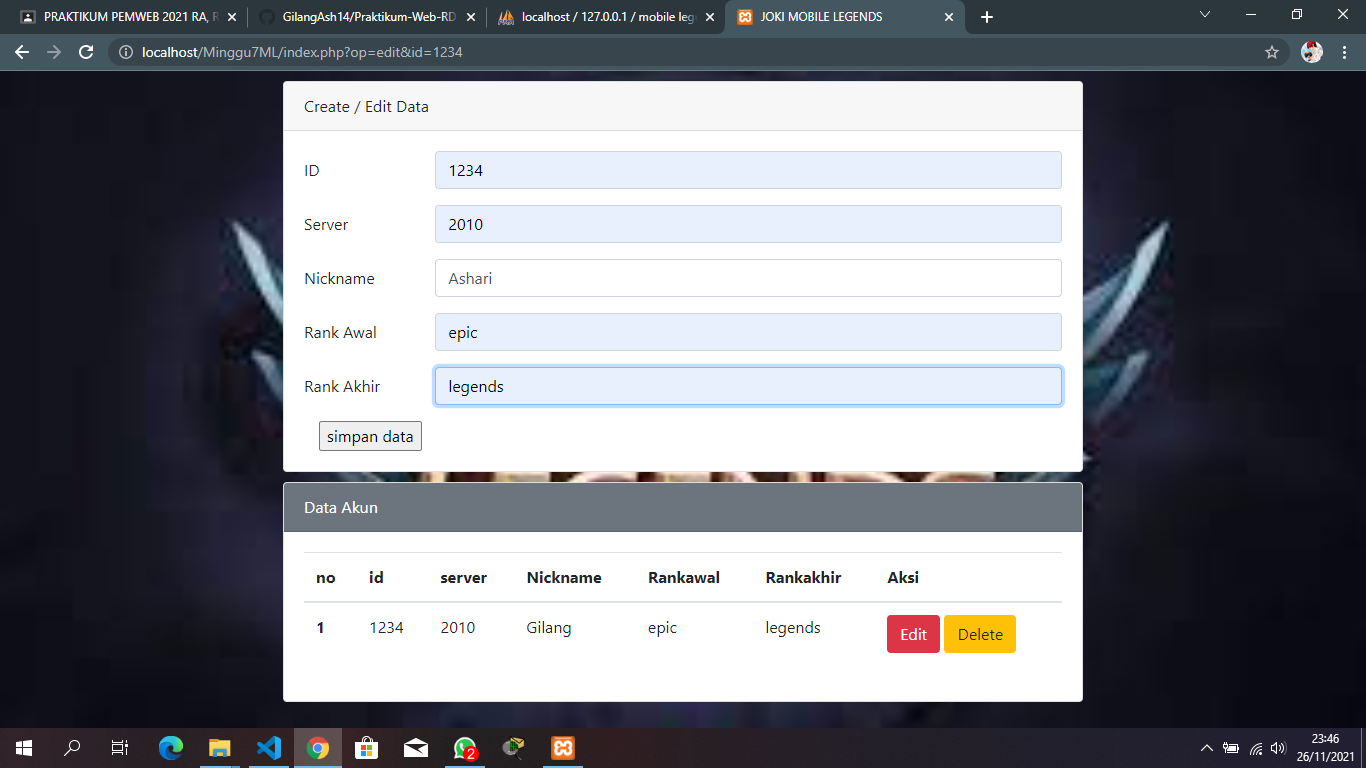 PRAKTIKUM PEMWEB 2021 RA, R
GilangAsh14/Praktikum-Web-RD
localhost / 127.0.0.1 / mobile leg
JOKI MOBILE LEGENDS
localhost/Minggu7ML/index.php?op=edit&id=1234
Create / Edit Data
ID 1234
Server 2010
Nickname Ashari
Rank Awal epic
Rank Akhir legends
simpan data
Data Akun
no id server Nickname Rankawal Rankakhir Aksi
1 1234 2010 Gilang epic legends Edit Delete
2
23:46
26/11/2021